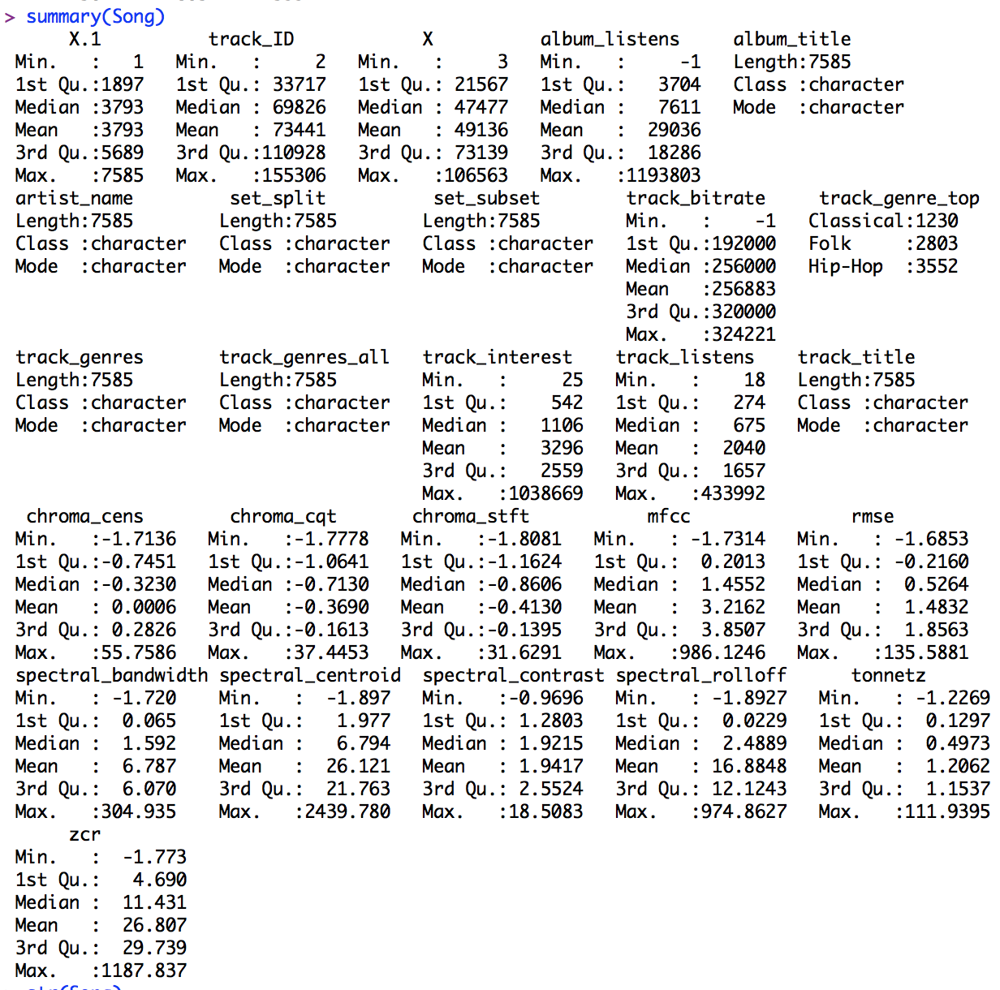 > summary(Song)
X.1 track_ID X album_listens album_title
Min. : 1 Min. : 2 Min. : 3 Min. : -1 Length:7585
1st Qu.:1897 1st Qu.: 33717 1st Qu.: 21567 1st Qu.: 3704 Class :character
Median :3793 Median : 69826 Median : 47477 Median : 7611 Mode :character
Mean :3793 Mean : 73441 Mean : 49136 Mean : 29036
3rd Qu.:5689 3rd Qu.:110928 3rd Qu.: 73139 3rd Qu.: 18286
Max. :7585 Max. :155306 Max. :106563 Max. :1193803
artist_name set_split set_subset track_bitrate track_genre_top
Length:7585 Length:7585 Length:7585 Min. : -1 Classical:1230
Class :character Class :character Class :character 1st Qu.:192000 Folk :2803
Mode :character Mode :character Mode :character Median :256000 Hip-Hop :3552
Mean :256883
3rd Qu.:320000
Max. :324221
track_genres track_genres_all track_interest track_listens track_title
Length:7585 Length:7585 Min. : 25 Min. : 18 Length:7585
Class :character Class :character 1st Qu.: 542 1st Qu.: 274 Class :character
Mode :character Mode :character Median : 1106 Median : 675 Mode :character
Mean : 3296 Mean : 2040
3rd Qu.: 2559 3rd Qu.: 1657
Max. :1038669 Max. :433992
chroma_cens chroma_cqt chroma_stft mfcc rmse
Min. :-1.7136 Min. :-1.7778 Min. :-1.8081 Min. : -1.7314 Min. : -1.6853
1st Qu.:-0.7451 1st Qu.:-1.0641 1st Qu.:-1.1624 1st Qu.: 0.2013 1st Qu.: -0.2160
Median :-0.3230 Median :-0.7130 Median :-0.8606 Median : 1.4552 Median : 0.5264
Mean : 0.0006 Mean :-0.3690 Mean :-0.4130 Mean : 3.2162 Mean : 1.4832
3rd Qu.: 0.2826 3rd Qu.:-0.1613 3rd Qu.:-0.1395 3rd Qu.: 3.8507 3rd Qu.: 1.8563
Max. :55.7586 Max. :37.4453 Max. :31.6291 Max. :986.1246 Max. :135.5881
spectral_bandwidth spectral_centroid spectral_contrast spectral_rolloff tonnetz
Min. : -1.720 Min. : -1.897 Min. :-0.9696 Min. : -1.8927 Min. : -1.2269
1st Qu.: 0.065 1st Qu.: 1.977 1st Qu.: 1.2803 1st Qu.: 0.0229 1st Qu.: 0.1297
Median : 1.592 Median : 6.794 Median : 1.9215 Median : 2.4889 Median : 0.4973
Mean : 6.787 Mean : 26.121 Mean : 1.9417 Mean : 16.8848 Mean : 1.2062
3rd Qu.: 6.070 3rd Qu.: 21.763 3rd Qu.: 2.5524 3rd Qu.: 12.1243 3rd Qu.: 1.1537
Max. :304.935 Max. :2439.780 Max. :18.5083 Max. :974.8627 Max. :111.9395
zcr
Min. : -1.773
1st Qu.: 4.690
Median : 11.431
Mean : 26.807
3rd Qu.: 29.739
Max. :1187.837